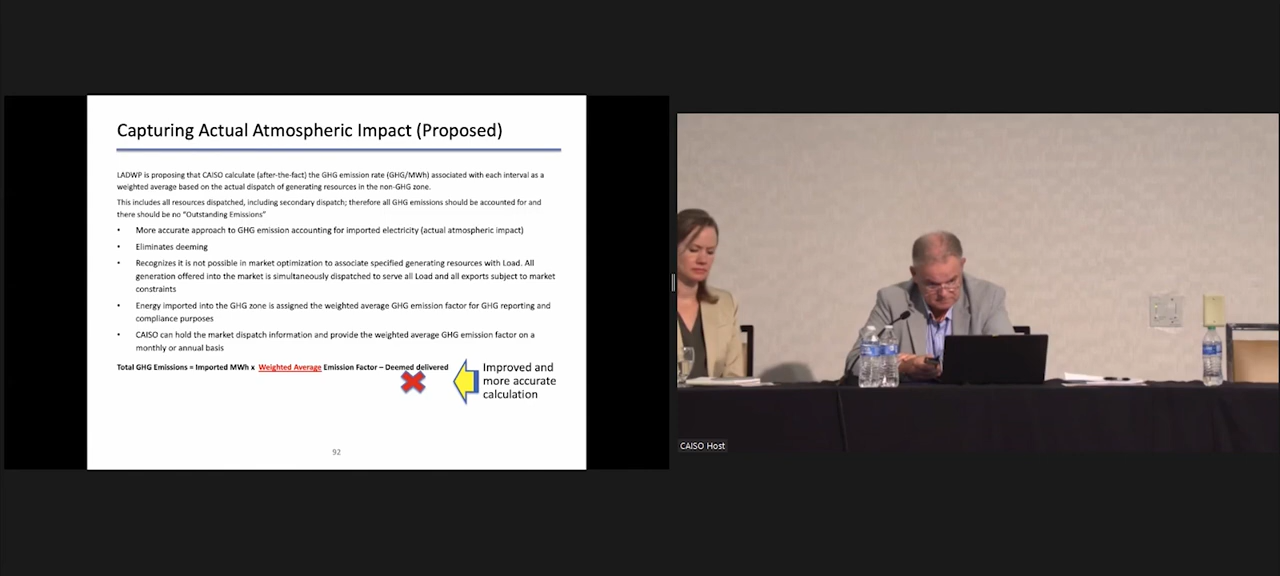 Capturing Actual Atmospheric Impact (Proposed)
LADWP is proposing that CAISO calculate (after-the-fact) the GHG emission rate (GHG/MWh) associated with each interval as a
weighted average based on the actual dispatch of generating resources in the non-GHG zone.
This includes all resources dispatched, including secondary dispatch; therefore all GHG emissions should be accounted for and
there should be no “Outstanding Emissions”
• More accurate approach to GHG emission accounting for imported electricity (actual atmospheric impact)
• Eliminates deeming
• Recognizes it is not possible in market optimization to associate specified generating resources with Load. All
generation offered into the market is simultaneously dispatched to serve all Load and all exports subject to market
constraints
• Energy imported into the GHG zone is assigned the weighted average GHG emission factor for GHG reporting and
compliance purposes
• CAISO can hold the market dispatch information and provide the weighted average GHG emission factor on a
monthly or annual basis
Total GHG Emissions = Imported MWh x Weighted Average Emission Factor – Deemed delivered
Improved and
more accurate
calculation
92
CAISO Host